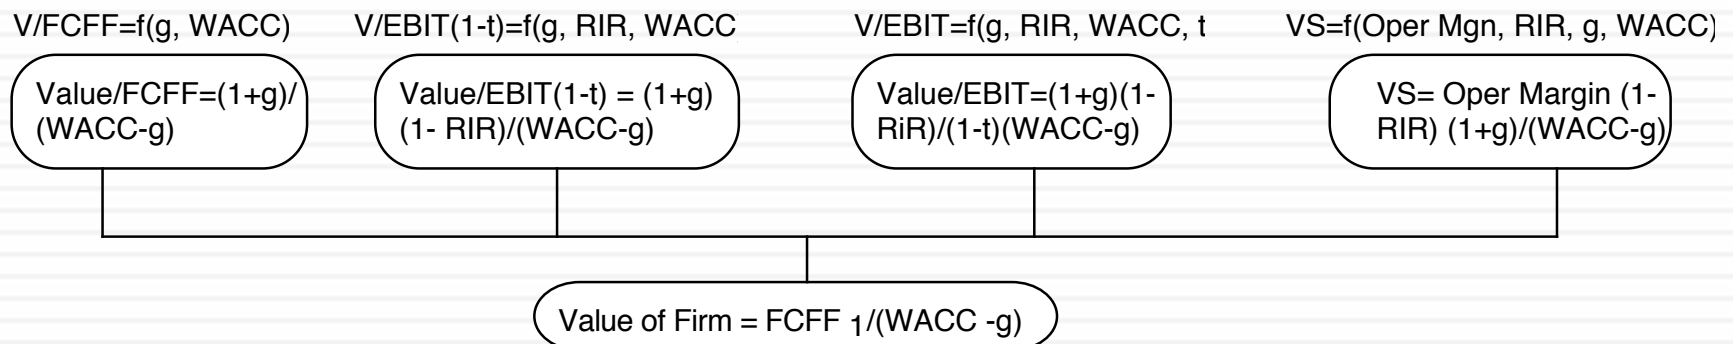 V/FCFF=f(g, WACC)
V/EBIT(1-t)=f(g, RIR, WACC
V/EBIT=f(g, RIR, WACC, t
VS=f(Oper Mgn, RIR, g, WACC)
Value/FCFF=(1+g)/
(WACC-g)
Value/EBIT(1-t) = (1+g)
(1- RIR)/(WACC-g)
Value/EBIT=(1+g)(1-
RiR)/(1-t)(WACC-g)
VS= Oper Margin (1-
RIR) (1+g)/(WACC-g)
Value of Firm = FCFF 1/(WACC -g)